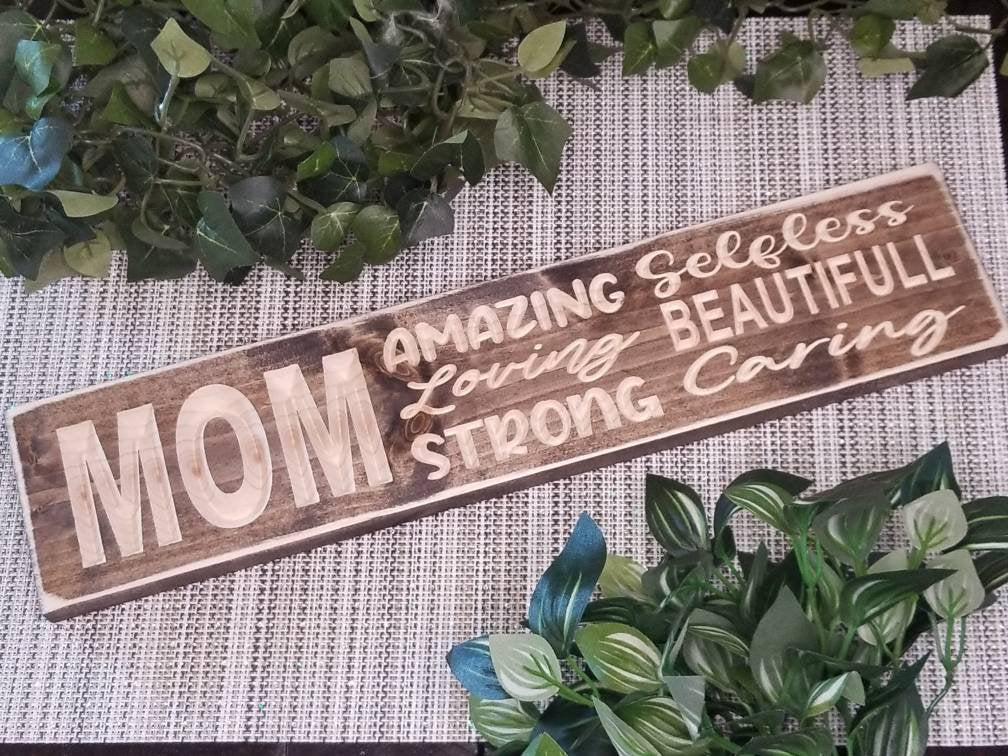 MOM
AMAZING Selfless
Loving BEAUTIFULL
STRONG Caring